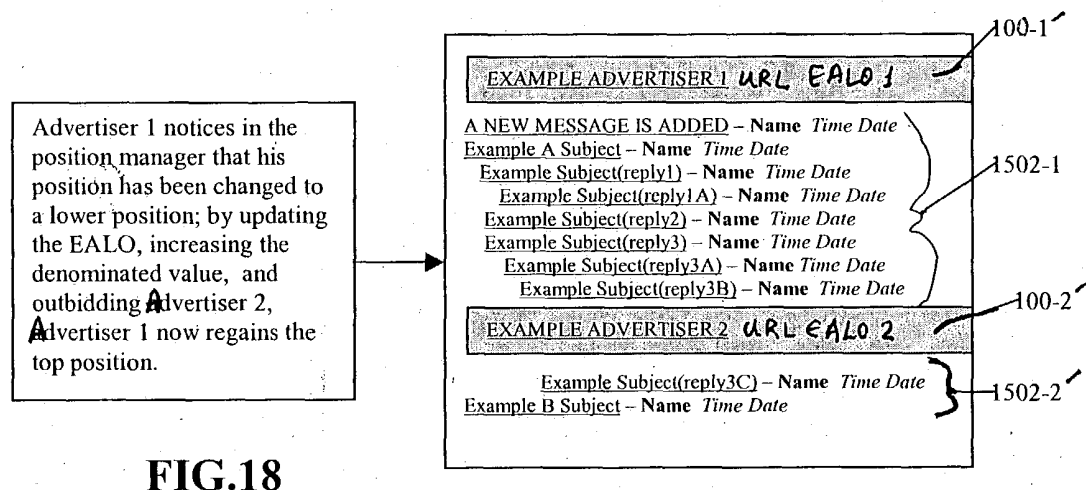 Advertiser 1 notices in the
position manager that his
position has been changed to
a lower position; by updating
the EALO, increasing the
denominated value, and
outbidding Advertiser 2,
Advertiser 1 now regains the
top position.
100-1'
EXAMPLE ADVERTISER 1 URL EALO 1
A NEW MESSAGE IS ADDED – Name Time Date
Example A Subject – Name Time Date
Example Subject(reply1) – Name Time Date
Example Subject(reply1A) – Name Time Date
Example Subject(reply2) – Name Time Date
Example Subject(reply3) – Name Time Date
Example Subject(reply3A) – Name Time Date
Example Subject(reply3B) – Name Time Date
1502-1
100-2'
EXAMPLE ADVERTISER 2 URL EALO 2
Example Subject(reply3C) – Name Time Date
Example B Subject – Name Time Date
1502-2'
FIG.18